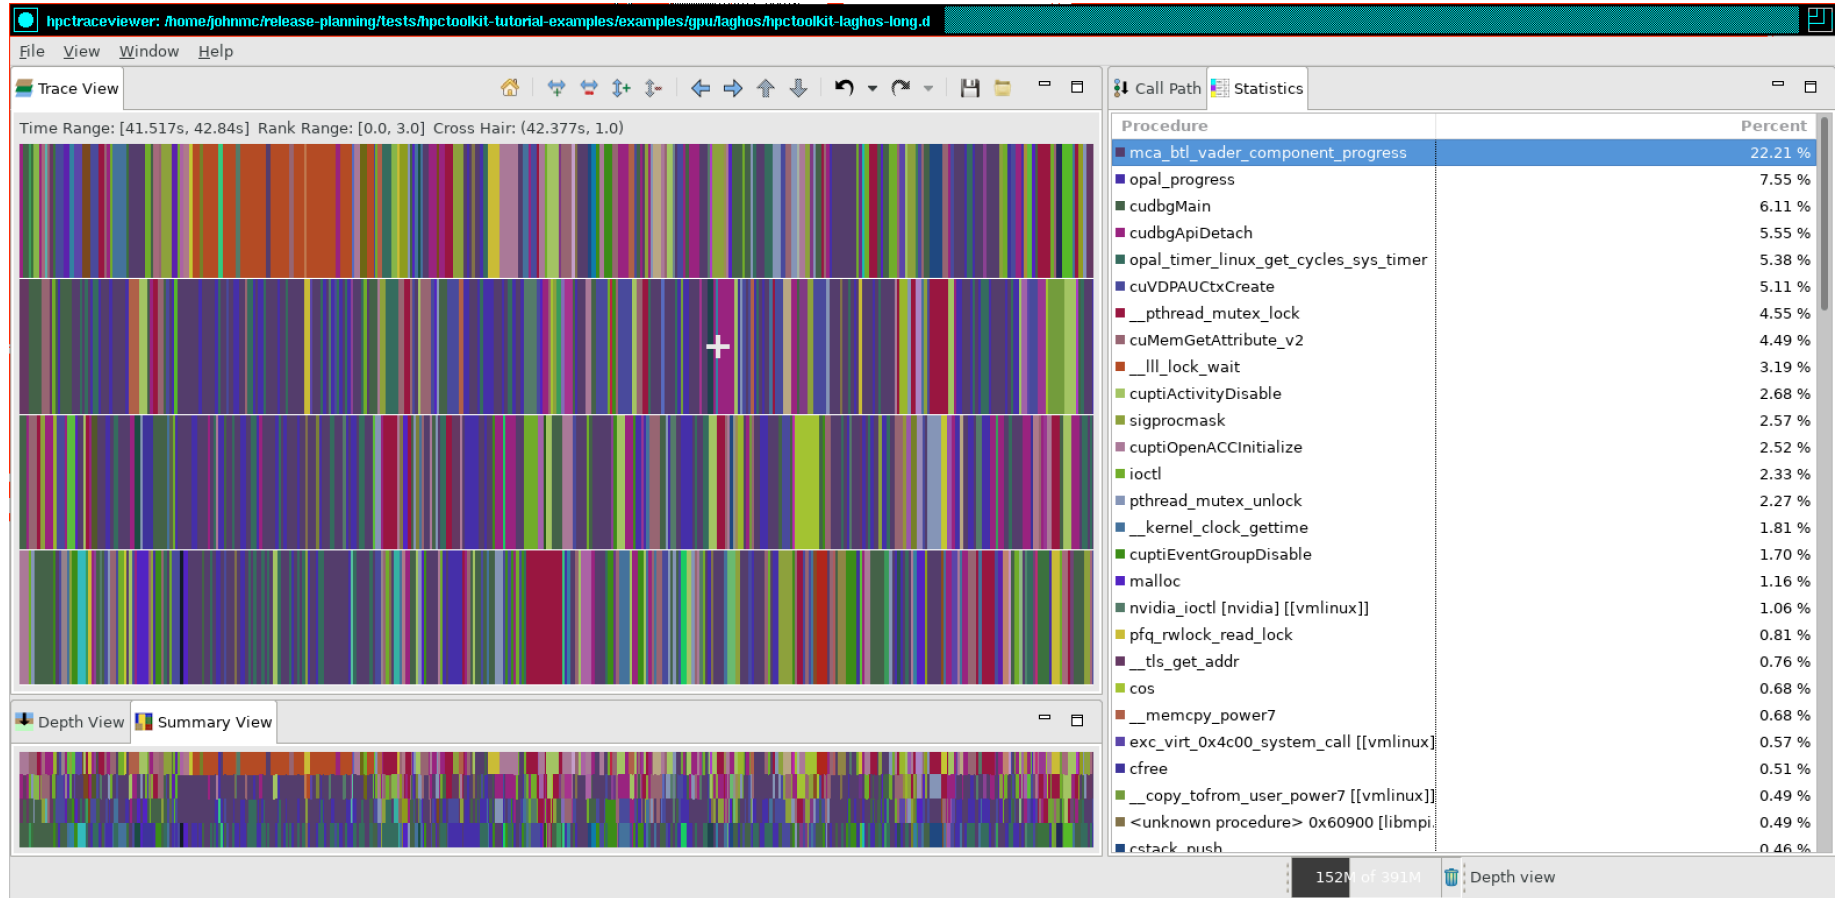 hpctraceviewer: /home/johnmc/release-planning/tests/hpctoolkit-tutorial-examples/examples/gpu/laghos/hpctoolkit-laghos-long.d
File View Window Help
Trace View
Time Range: [41.517s, 42.84s] Rank Range: [0.0, 3.0] Cross Hair: (42.377s, 1.0)
Depth View Summary View
Call Path Statistics
Procedure Percent
mca_btl_vader_component_progress 22.21 %
opal_progress 7.55 %
cudbgMain 6.11 %
cudbgApiDetach 5.55 %
opal_timer_linux_get_cycles_sys_timer 5.38 %
cuVDPAUCtxCreate 5.11 %
__pthread_mutex_lock 4.55 %
cuMemGetAttribute_v2 4.49 %
__lll_lock_wait 3.19 %
cuptiActivityDisable 2.68 %
sigprocmask 2.57 %
cuptiOpenACCInitialize 2.52 %
ioctl 2.33 %
pthread_mutex_unlock 2.27 %
__kernel_clock_gettime 1.81 %
cuptiEventGroupDisable 1.70 %
malloc 1.16 %
nvidia_ioctl [nvidia] [[vmlinux]] 1.06 %
pfq_rwlock_read_lock 0.81 %
__tls_get_addr 0.76 %
cos 0.68 %
__memcpy_power7 0.68 %
exc_virt_0x4c00_system_call [[vmlinux] 0.57 %
cfree 0.51 %
__copy_tofrom_user_power7 [[vmlinux]] 0.49 %
<unknown procedure> 0x60900 [libmpi. 0.49 %
cstack_push 0.46 %
152M of 391M Depth view